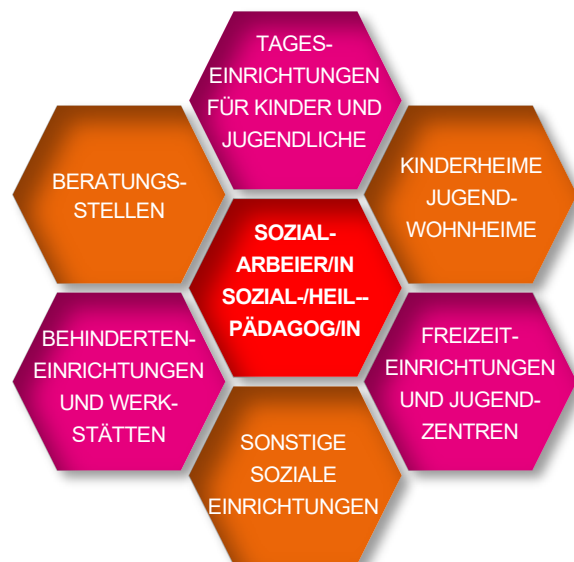 TAGES-
EINRICHTUNGEN
FÜR KINDER UND
JUGENDLICHE
BERATUNGS-
STELLEN
KINDERHEIME
JUGEND-
WOHNHEIME
SOZIAL-
ARBEIER/IN
SOZIAL-/HEIL--
PÄDAGOG/IN
BEHINDERTEN-
EINRICHTUNGEN
UND WERK-
STÄTTEN
FREIZEIT-
EINRICHTUNGEN
UND JUGEND-
ZENTREN
SONSTIGE
SOZIALE
EINRICHTUNGEN